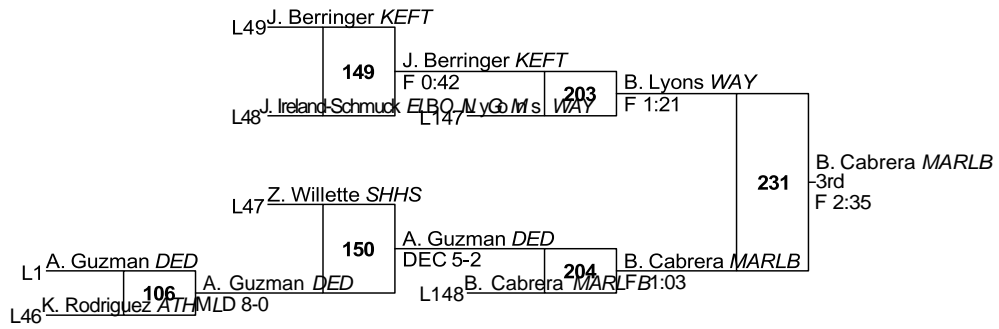 L49 J. Berringer KEFT
149
J. Berringer KEFT
F 0:42
L48 J. Ireland-Schmuck
203
L147
WAY
B. Lyons WAY
F 1:21
231
B. Cabrera MARLB
3rd
F 2:35
L47 Z. Willette SHHS
150
A. Guzman DED
DEC 5-2
204
L148 B. Cabrera MARLB
B. Cabrera MARLB
F 1:03
L1 A. Guzman DED
106
A. Guzman DED
MLD 8-0
L46 K. Rodriguez ATH